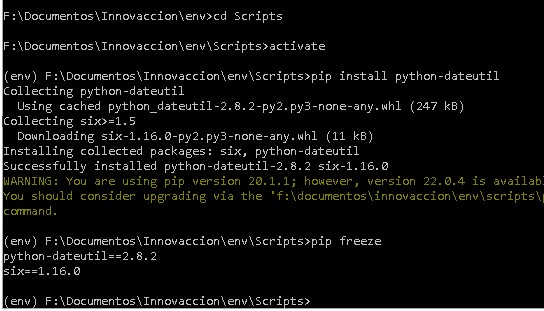 F:\Documentos\Innovaccion\env>cd Scripts
F:\Documentos\Innovaccion\env\Scripts>activate
(env) F:\Documentos\Innovaccion\env\Scripts>pip install python-dateutil
Collecting python-dateutil
Using cached python_dateutil-2.8.2-py2.py3-none-any.whl (247 kB)
Collecting six>=1.5
Downloading six-1.16.0-py2.py3-none-any.whl (11 kB)
Installing collected packages: six, python-dateutil
Successfully installed python-dateutil-2.8.2 six-1.16.0
WARNING: You are using pip version 20.1.1; however, version 22.0.4 is availab
You should consider upgrading via the 'f:\documentos\innovaccion\env\scripts\p
command.
(env) F:\Documentos\Innovaccion\env\Scripts>pip freeze
python-dateutil==2.8.2
six==1.16.0
(env) F:\Documentos\Innovaccion\env\Scripts>